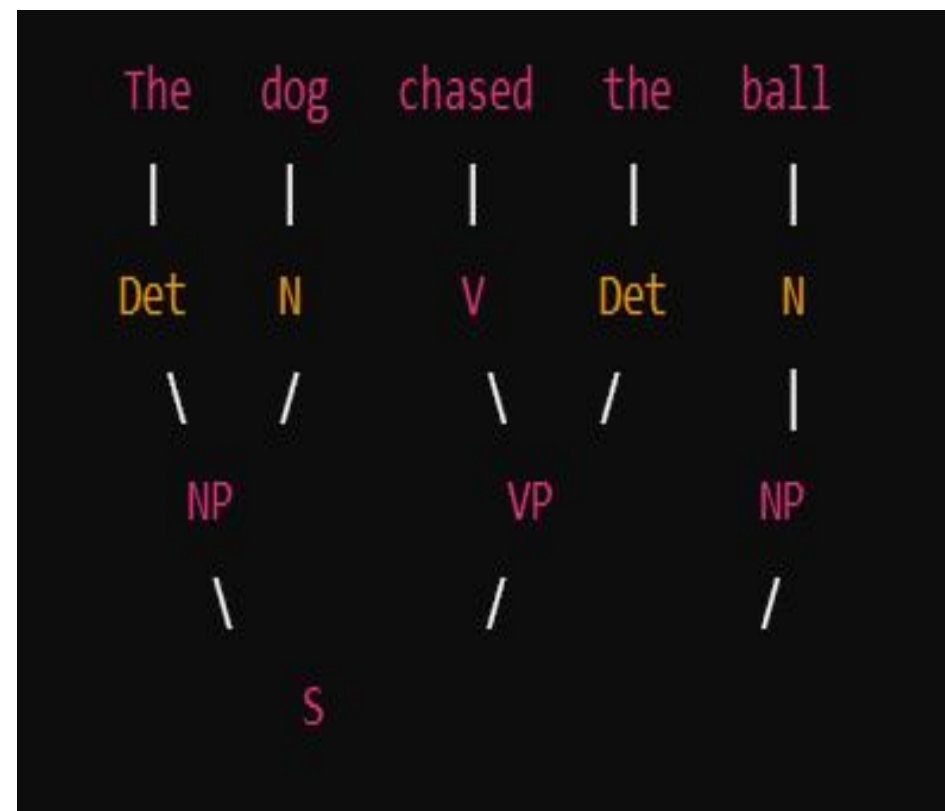 The dog chased the ball
Det N V Det N
NP VP NP
S